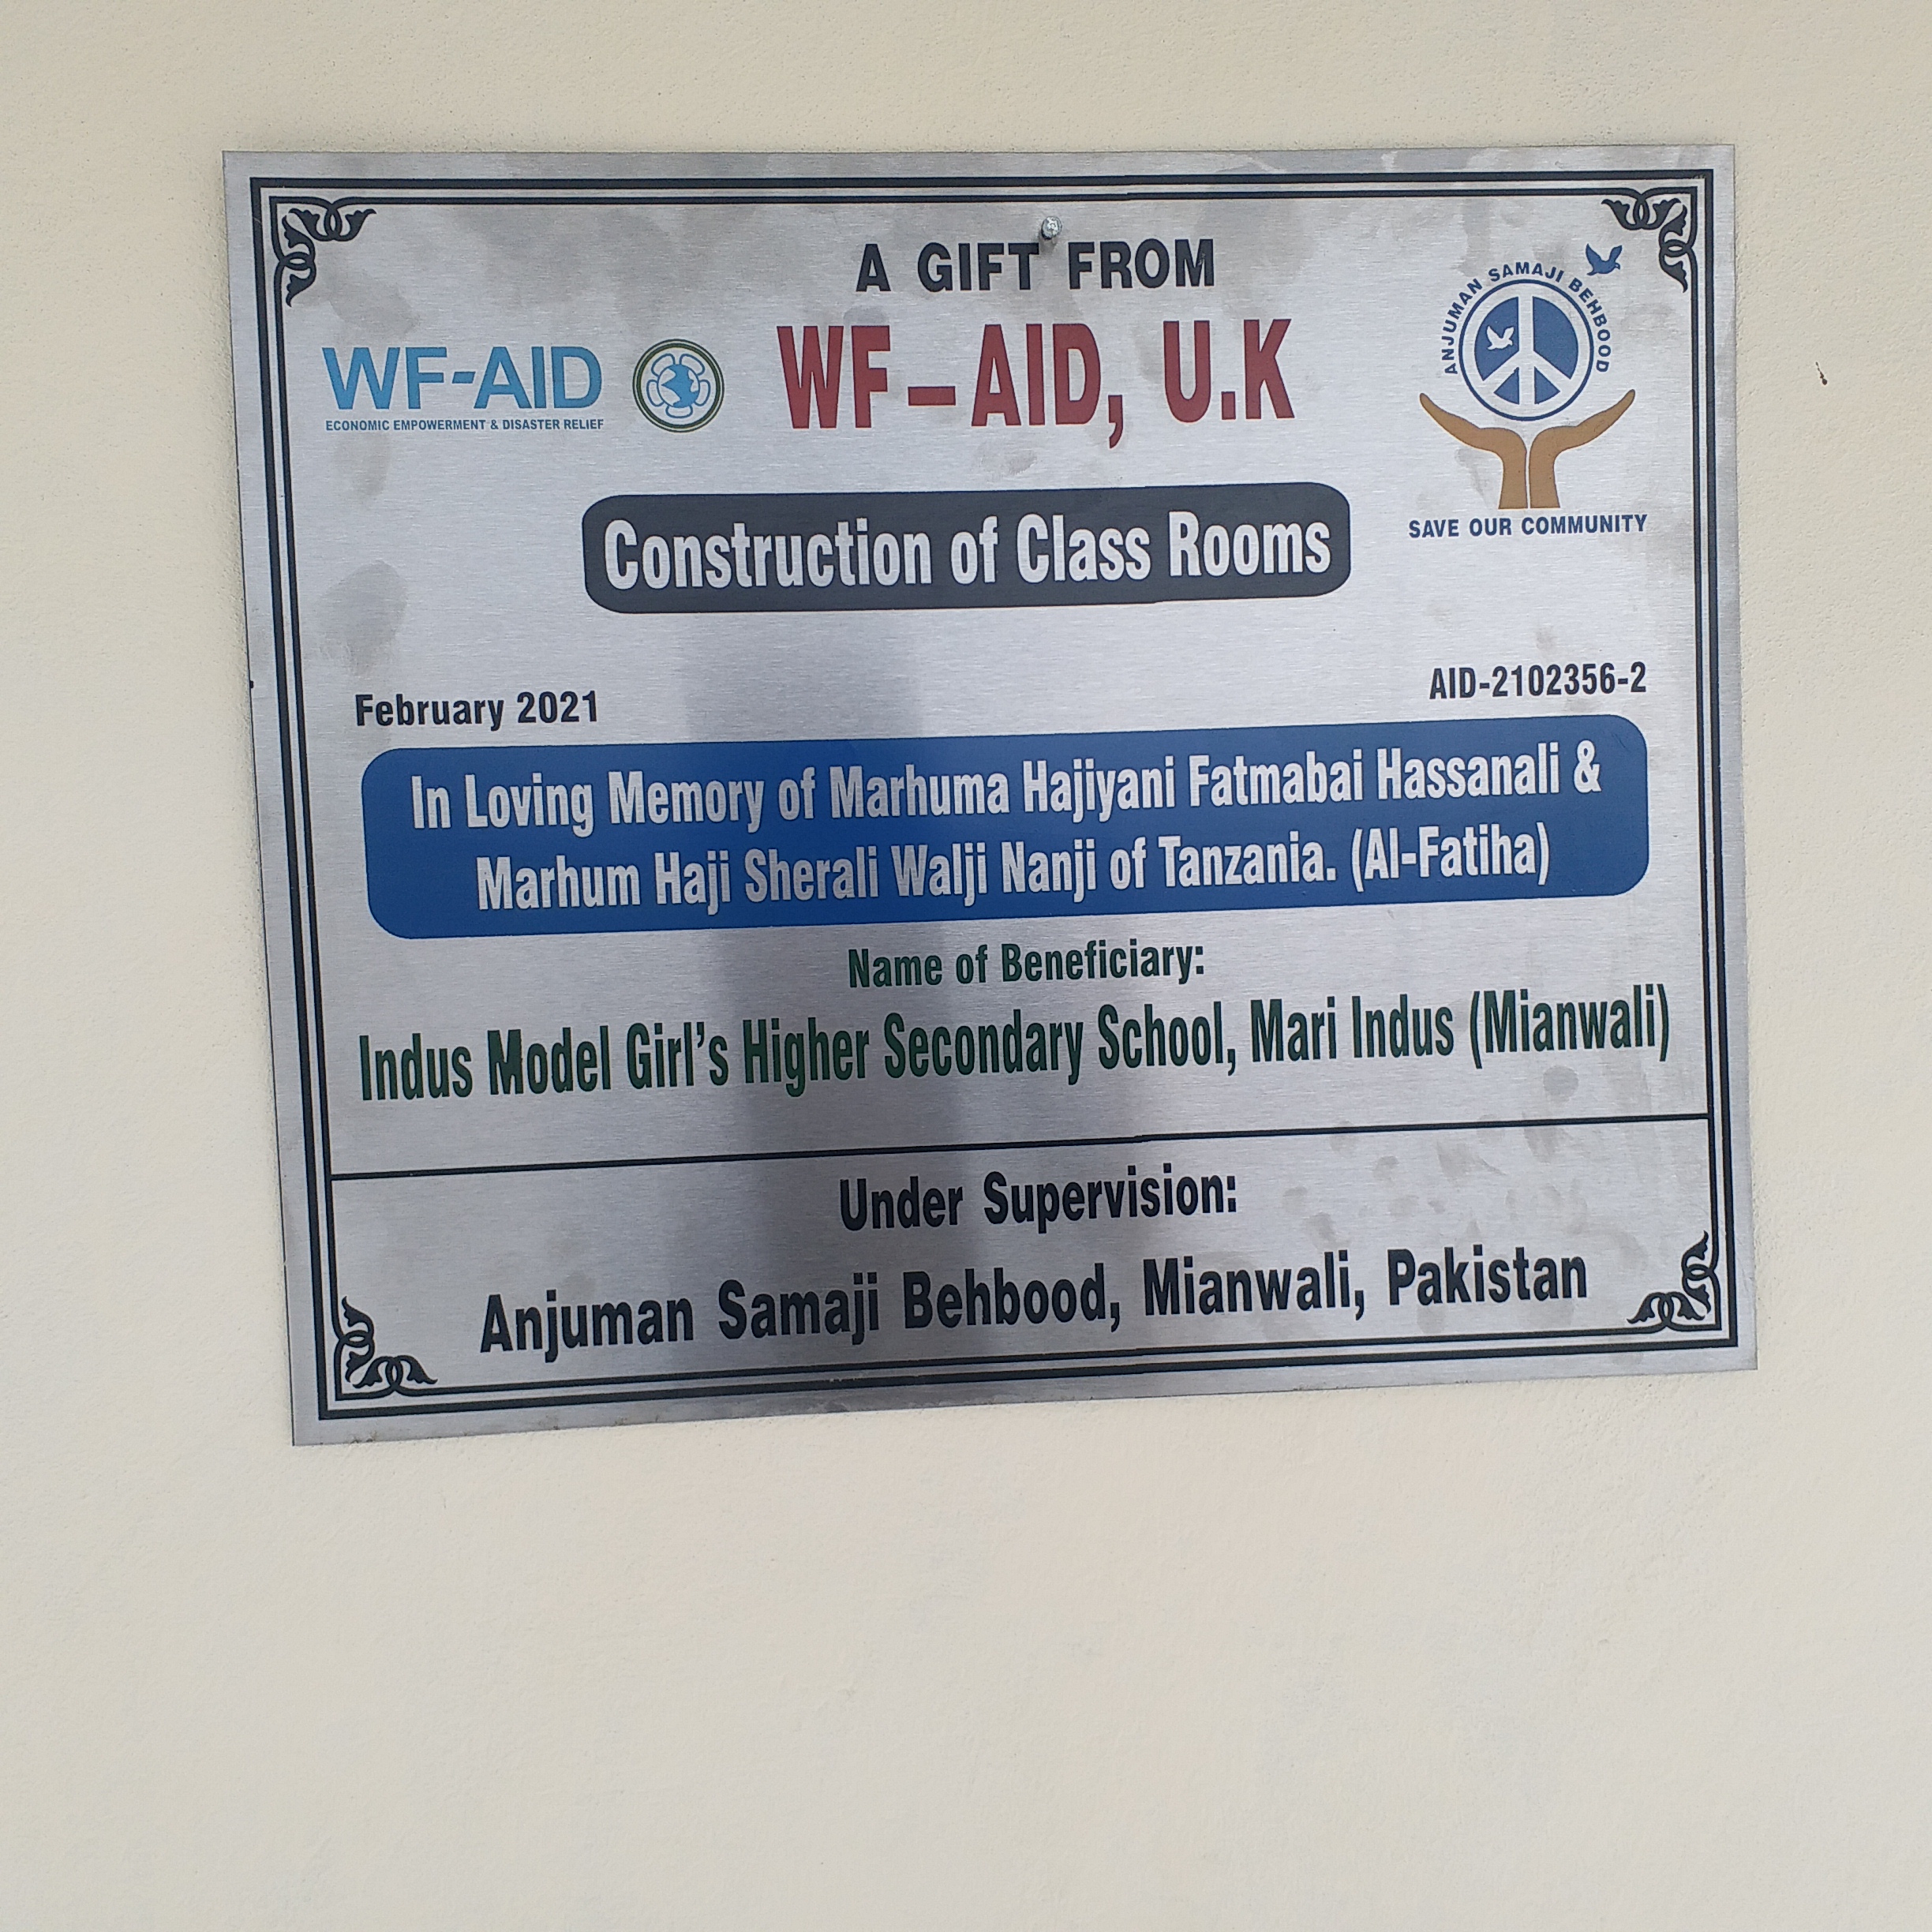 A GIFT FROM
WF-AID
ECONOMIC EMPOWERMENT & DISASTER RELIEF
WF-AID, U.K
ANJUMAN SAMAJI BEHBOOD
SAVE OUR COMMUNITY
Construction of Class Rooms
February 2021
AID-2102356-2
In Loving Memory of Marhuma Hajiyani Fatmabai Hassanali &
Marhum Haji Sherali Walji Nanji of Tanzania. (Al-Fatiha)
Name of Beneficiary:
Indus Model Girl's Higher Secondary School, Mari Indus (Mianwali)
Under Supervision:
Anjuman Samaji Behbood, Mianwali, Pakistan